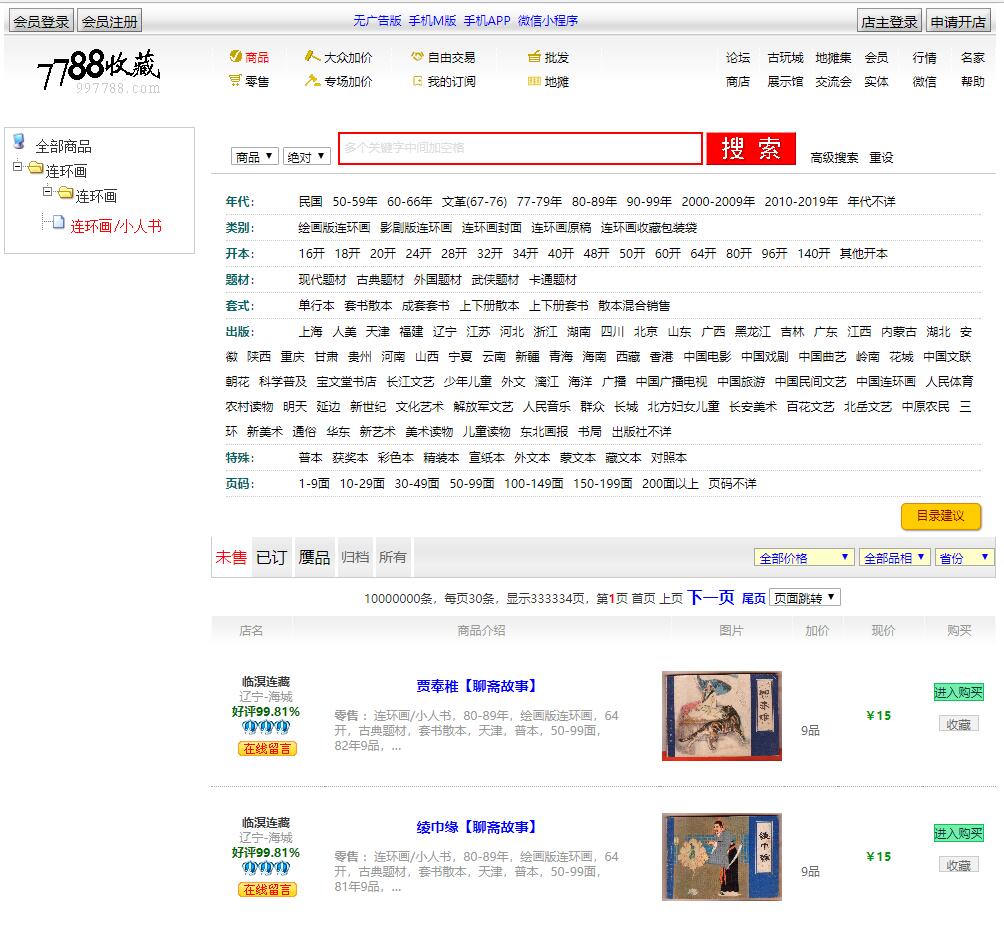 会员登录 会员注册 无广告版 手机M版 手机APP 微信小程序 店主登录 申请开店
7788收藏
997788.com
商品 大众加价 自由交易 批发 论坛 古玩城 地摊集 会员 行情 名家
零售 专场加价 我的订阅 地摊 商店 展示馆 交流会 实体 微信 帮助
全部商品
连环画
连环画
连环画/小人书
商品 绝对 多个关键字中间加空格 搜 索 高级搜索 重设
年代: 民国 50-59年 60-66年 文革(67-76) 77-79年 80-89年 90-99年 2000-2009年 2010-2019年 年代不详
类别: 绘画版连环画 影剧版连环画 连环画封面 连环画原稿 连环画收藏包装袋
开本: 16开 18开 20开 24开 28开 32开 34开 40开 48开 50开 60开 64开 80开 96开 140开 其他开本
题材: 现代题材 古典题材 外国题材 武侠题材 卡通题材
套式: 单行本 套书散本 成套套书 上下册散本 上下册套书 散本混合销售
出版: 上海 人美 天津 福建 辽宁 江苏 河北 浙江 湖南 四川 北京 山东 广西 黑龙江 吉林 广东 江西 内蒙古 湖北 安
徽 陕西 重庆 甘肃 贵州 河南 山西 宁夏 云南 新疆 青海 海南 西藏 香港 中国电影 中国戏剧 中国曲艺 岭南 花城 中国文联
朝花 科学普及 宝文堂书店 长江文艺 少年儿童 外文 漓江 海洋 广播 中国广播电视 中国旅游 中国民间文艺 中国连环画 人民体育
农村读物 明天 延边 新世纪 文化艺术 解放军文艺 人民音乐 群众 长城 北方妇女儿童 长安美术 百花文艺 北岳文艺 中原农民 三
环 新美术 通俗 华东 新艺术 美术读物 儿童读物 东北画报 书局 出版社不详
特殊: 普本 获奖本 彩色本 精装本 宣纸本 外文本 蒙文本 藏文本 对照本
页码: 1-9面 10-29面 30-49面 50-99面 100-149面 150-199面 200面以上 页码不详
目录建议
未售 已订 赝品 归档 所有 全部价格 全部品相 省份
10000000条，每页30条，显示333334页，第1页 首页 上页 下一页 尾页 页面跳转
店名 商品介绍 图片 加价 现价 购买
临溟连藏
辽宁-海城
好评99.81%
在线留言
贾奉稚【聊斋故事】
零售： 连环画/小人书，80-89年，绘画版连环画，64
开，古典题材，套书散本，天津，普本，50-99面，
82年9品，...
贾奉雉
9品
￥15
进入购买
收藏
临溟连藏
辽宁-海城
好评99.81%
在线留言
绫巾缘【聊斋故事】
零售： 连环画/小人书，80-89年，绘画版连环画，64
开，古典题材，套书散本，天津，普本，50-99面，
81年9品，...
绫巾缘
9品
￥15
进入购买
收藏